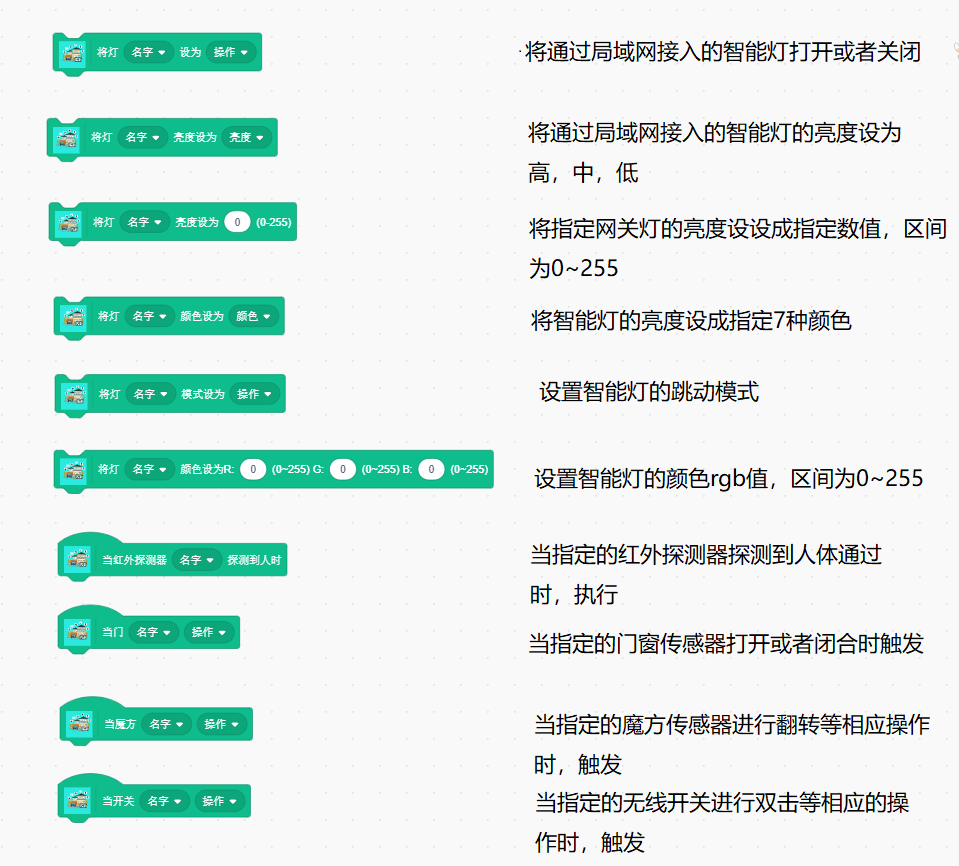 将灯 名字 设为 操作
将通过局域网接入的智能灯打开或者关闭
将灯 名字 亮度设为 亮度
将通过局域网接入的智能灯的亮度设为
高，中，低
将灯 名字 亮度设为 0 (0-255)
将指定网关灯的亮度设设成指定数值，区间
为0~255
将灯 名字 颜色设为 颜色
将智能灯的亮度设成指定7种颜色
将灯 名字 模式设为 操作
设置智能灯的跳动模式
将灯 名字 颜色设为R: 0 (0~255) G: 0 (0~255) B: 0 (0~255)
设置智能灯的颜色rgb值，区间为0~255
当红外探测器 名字 探测到人时
当指定的红外探测器探测到人体通过
时，执行
当门 名字 操作
当指定的门窗传感器打开或者闭合时触发
当魔方 名字 操作
当指定的魔方传感器进行翻转等相应操作
时，触发
当开关 名字 操作
当指定的无线开关进行双击等相应的操
作时，触发